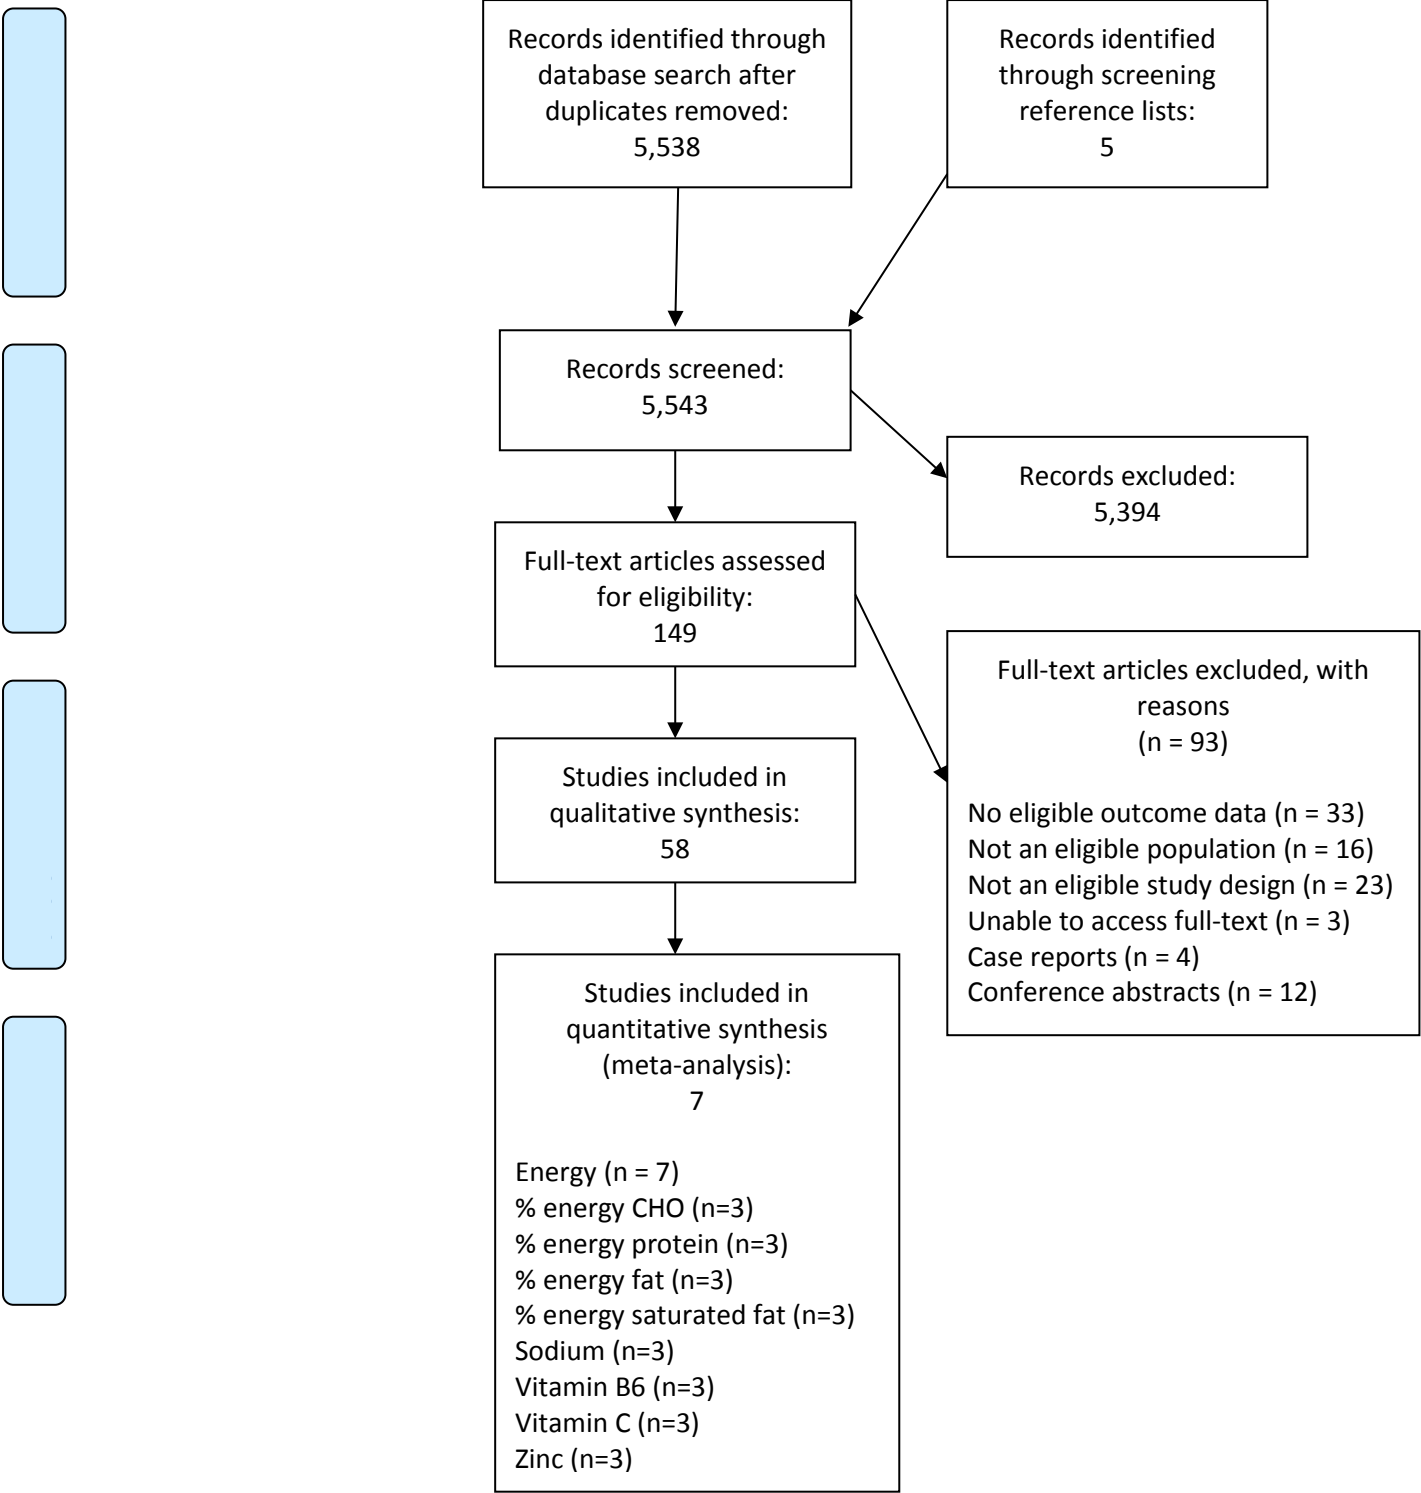 Records identified through
database search after
duplicates removed:
5,538
Records identified
through screening
reference lists:
5
Records screened:
5,543
Records excluded:
5,394
Full-text articles assessed
for eligibility:
149
Full-text articles excluded, with
reasons
(n = 93)
No eligible outcome data (n = 33)
Not an eligible population (n = 16)
Not an eligible study design (n = 23)
Unable to access full-text (n = 3)
Case reports (n = 4)
Conference abstracts (n = 12)
Studies included in
qualitative synthesis:
58
Studies included in
quantitative synthesis
(meta-analysis):
7
Energy (n = 7)
% energy CHO (n=3)
% energy protein (n=3)
% energy fat (n=3)
% energy saturated fat (n=3)
Sodium (n=3)
Vitamin B6 (n=3)
Vitamin C (n=3)
Zinc (n=3)